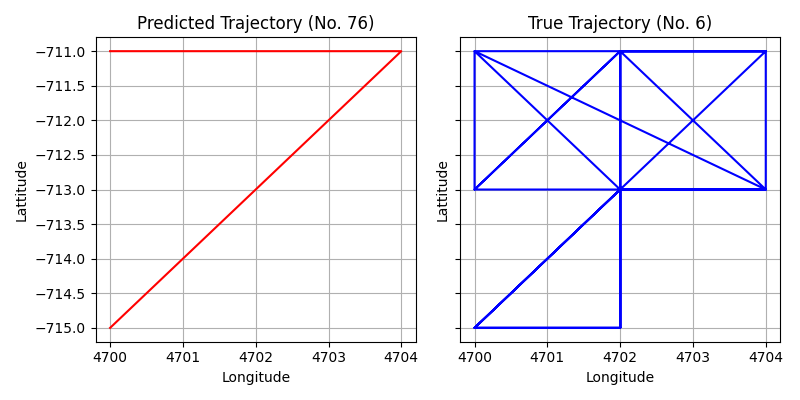 Predicted Trajectory (No. 76)
True Trajectory (No. 6)
Lattitude
−711.0
−711.5
−712.0
−712.5
−713.0
−713.5
−714.0
−714.5
−715.0
4700 4701 4702 4703 4704
Longitude
Lattitude
4700 4701 4702 4703 4704
Longitude